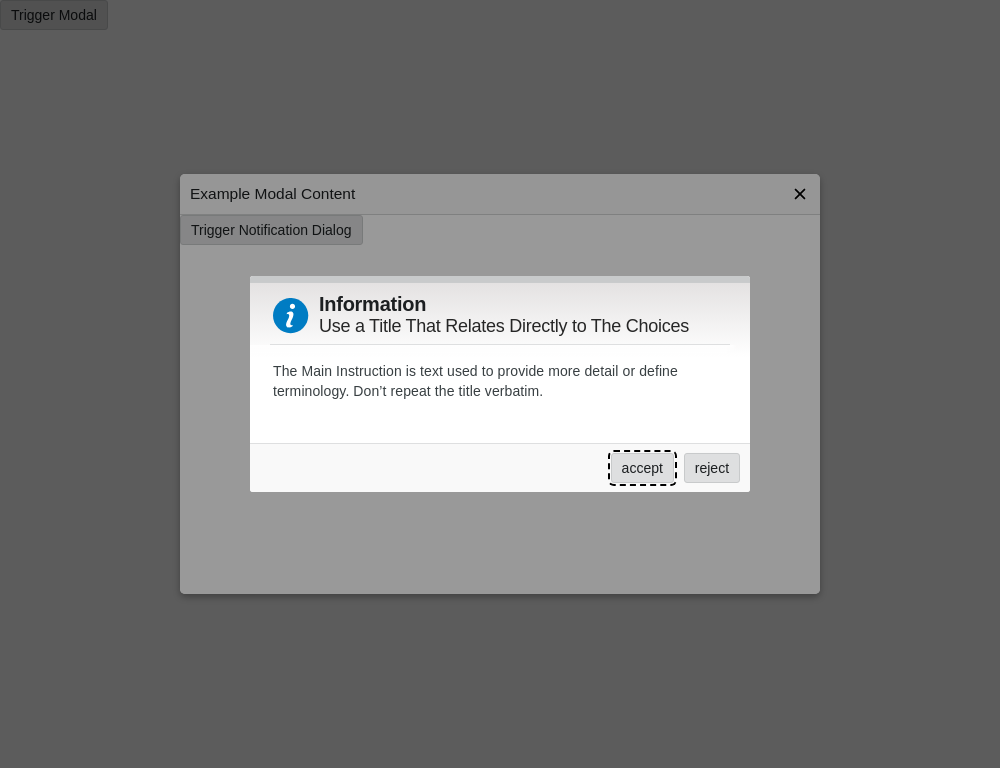 Trigger Modal
Example Modal Content
Trigger Notification Dialog
Information
Use a Title That Relates Directly to The Choices
The Main Instruction is text used to provide more detail or define
terminology. Don’t repeat the title verbatim.
accept reject